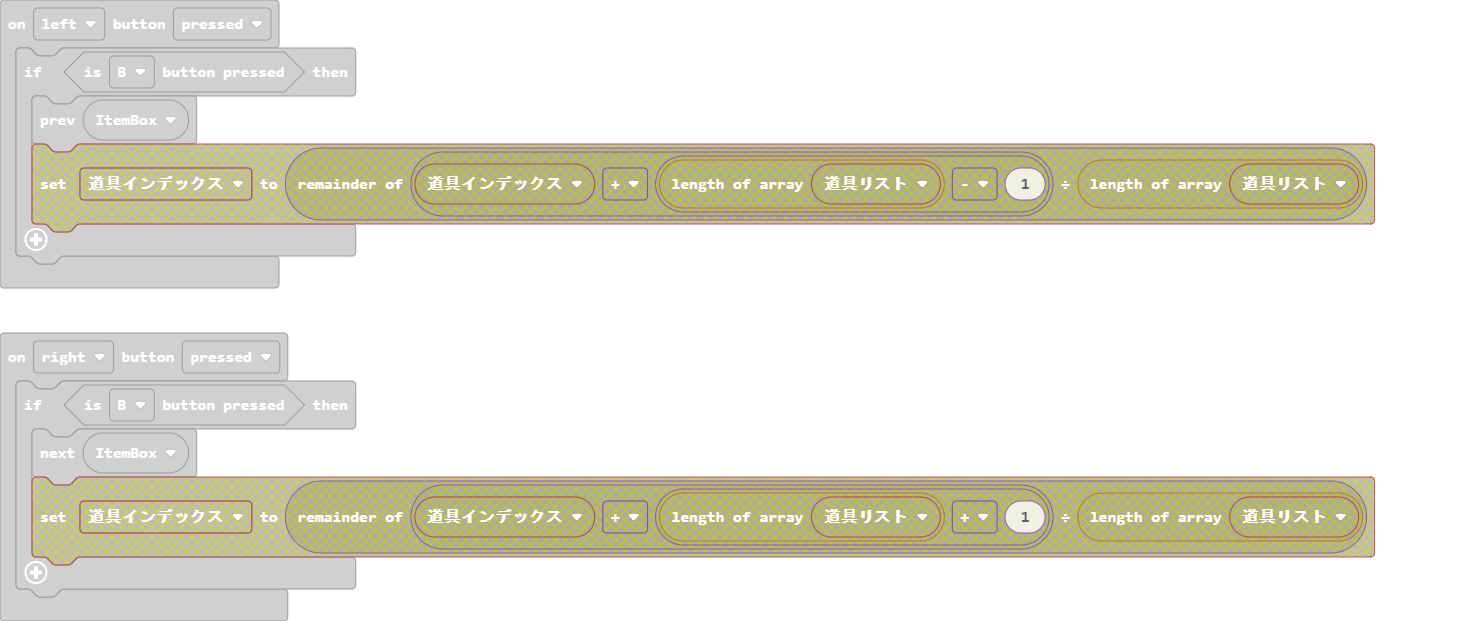 on left button pressed
if is B button pressed then
prev ItemBox
set 道具インデックス to remainder of 道具インデックス + length of array 道具リスト - 1 ÷ length of array 道具リスト
on right button pressed
if is B button pressed then
next ItemBox
set 道具インデックス to remainder of 道具インデックス + length of array 道具リスト + 1 ÷ length of array 道具リスト